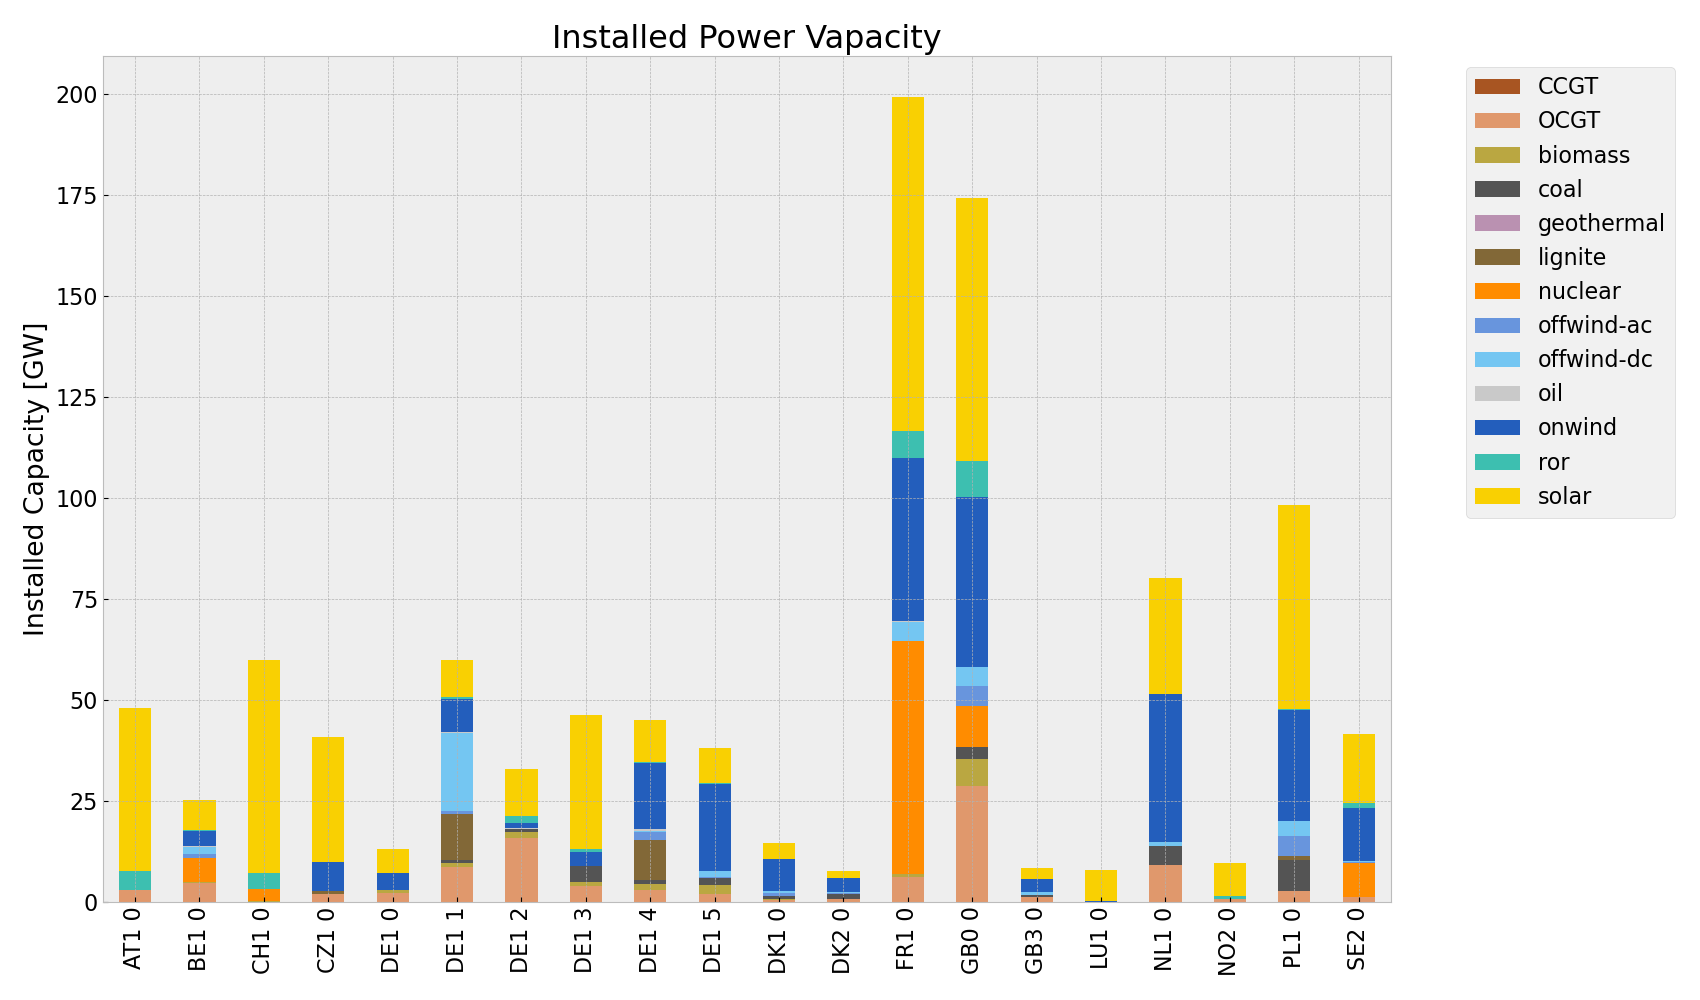 Installed Power Vapacity
Installed Capacity [GW]
200
175
150
125
100
75
50
25
0
AT1 0
BE1 0
CH1 0
CZ1 0
DE1 0
DE1 1
DE1 2
DE1 3
DE1 4
DE1 5
DK1 0
DK2 0
FR1 0
GB0 0
GB3 0
LU1 0
NL1 0
NO2 0
PL1 0
SE2 0
CCGT
OCGT
biomass
coal
geothermal
lignite
nuclear
offwind-ac
offwind-dc
oil
onwind
ror
solar